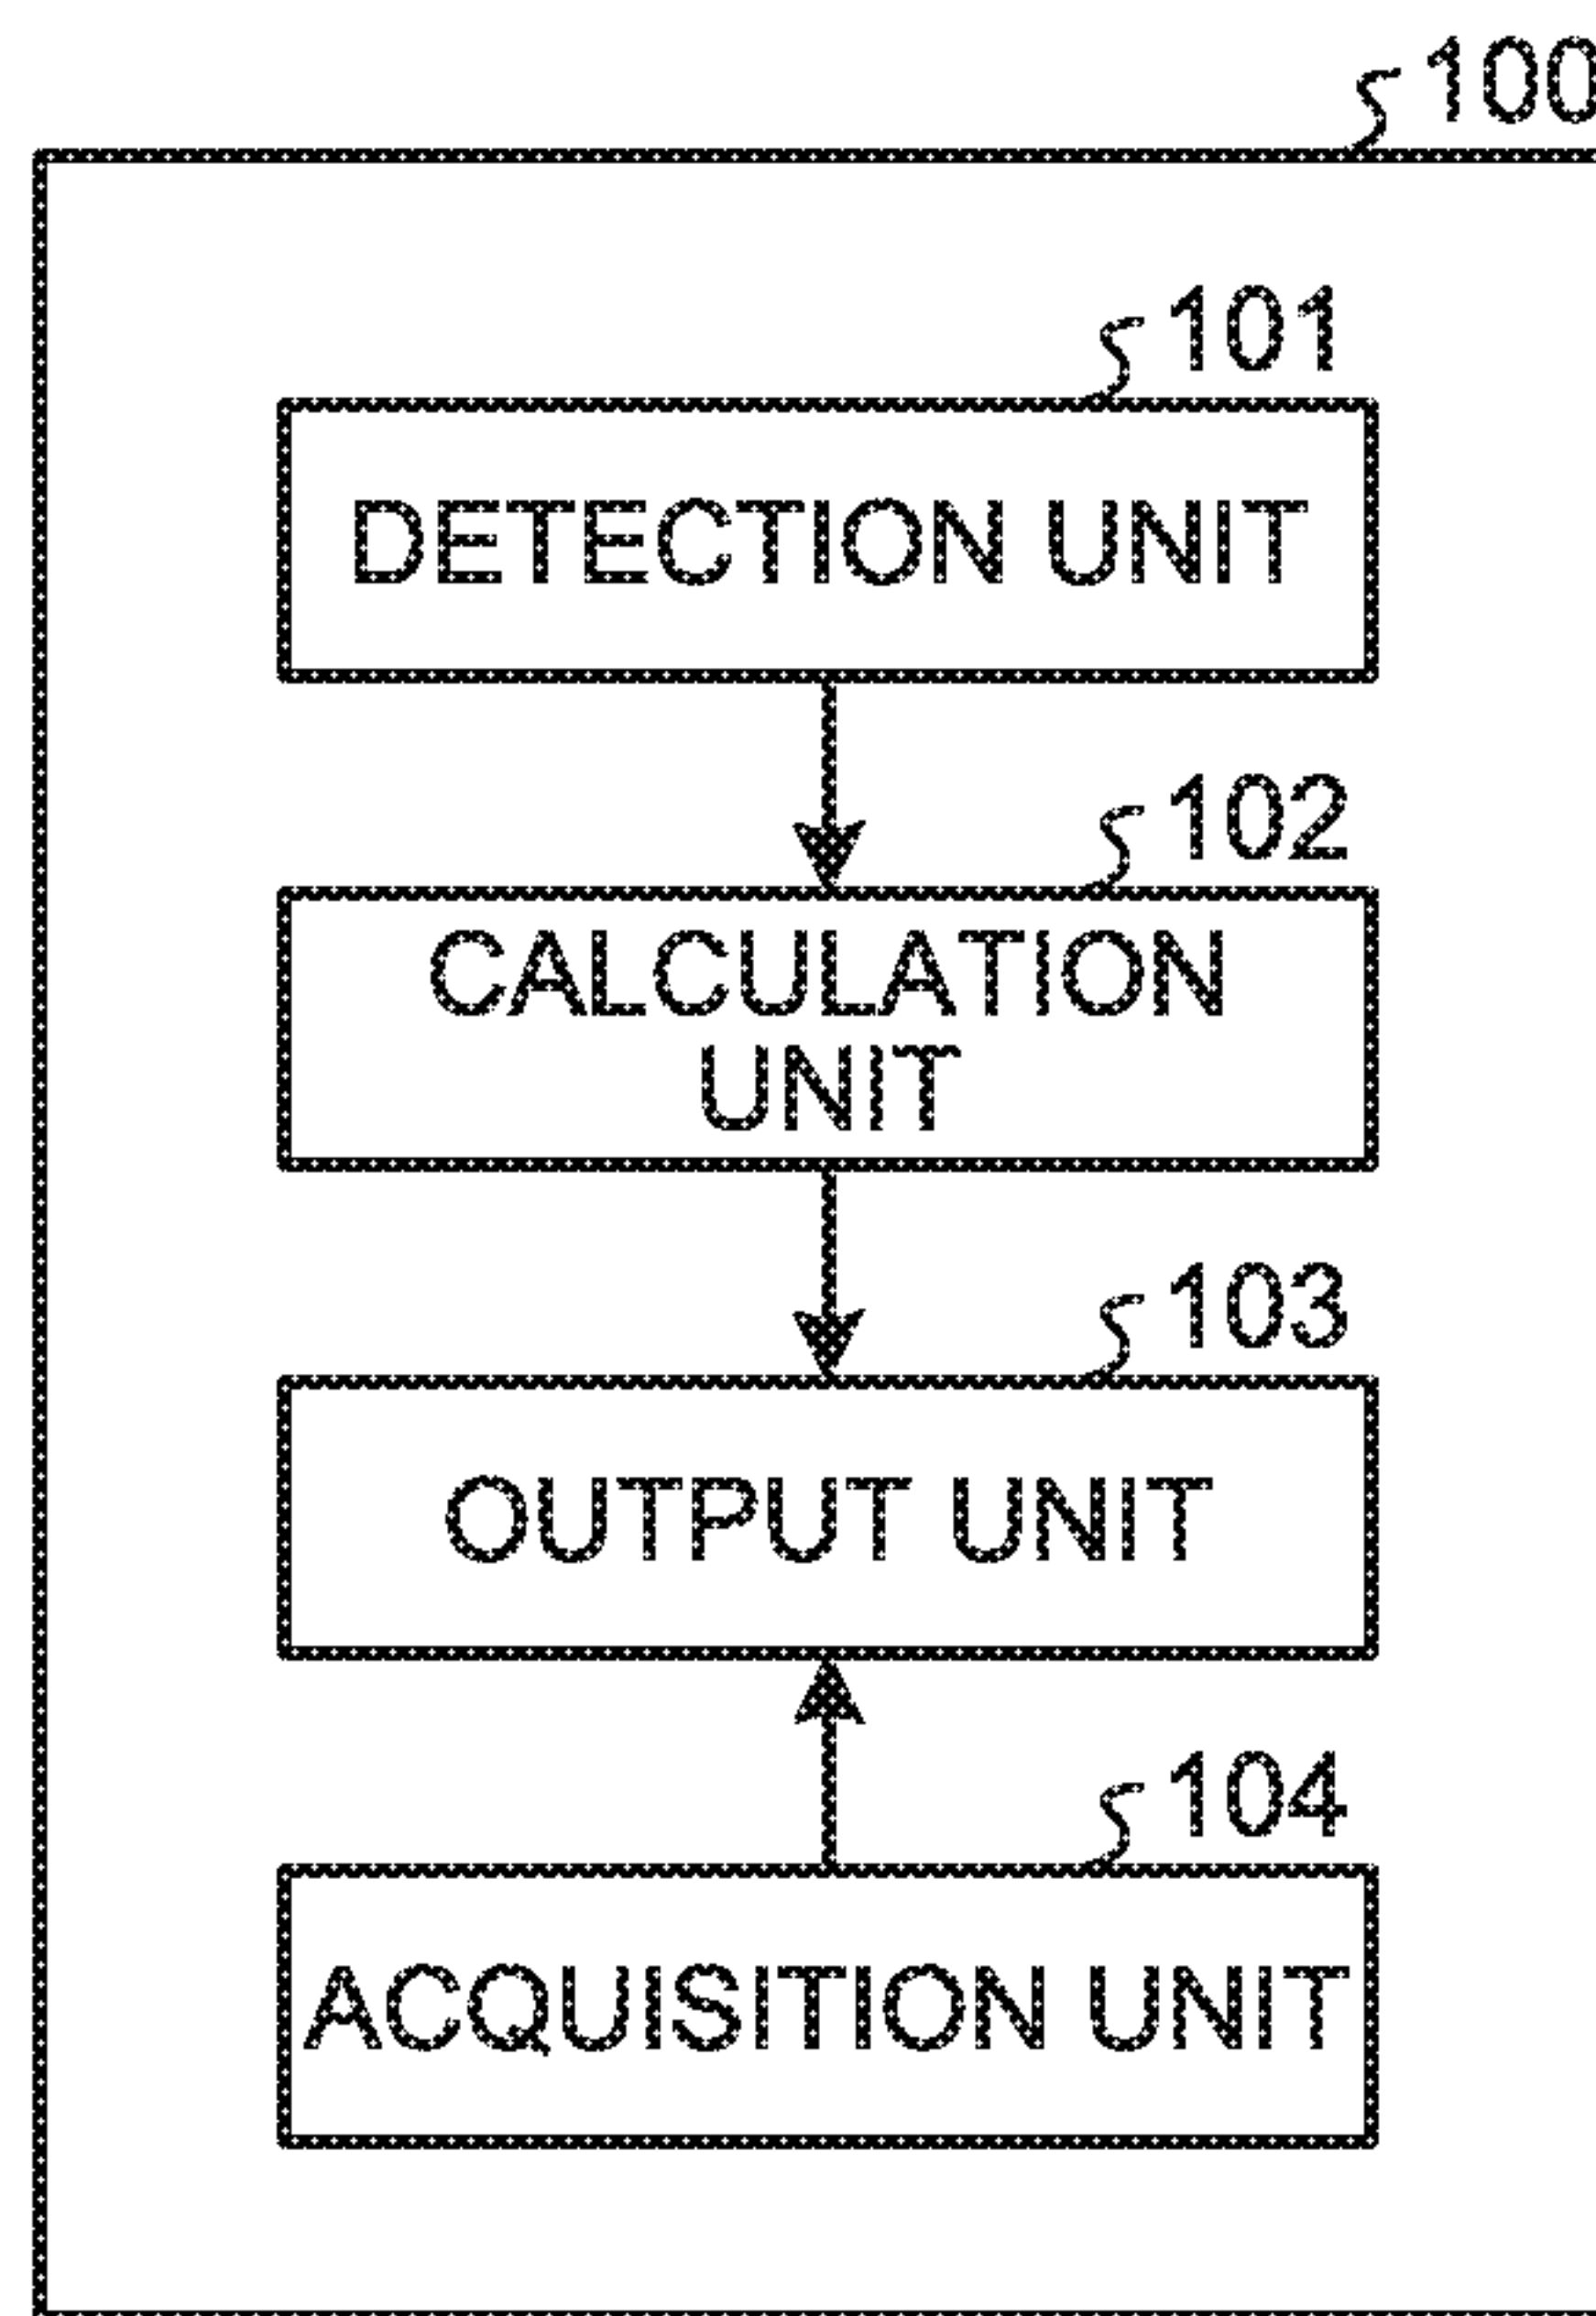 100
101
DETECTION UNIT
102
CALCULATION
UNIT
103
OUTPUT UNIT
104
ACQUISITION UNIT